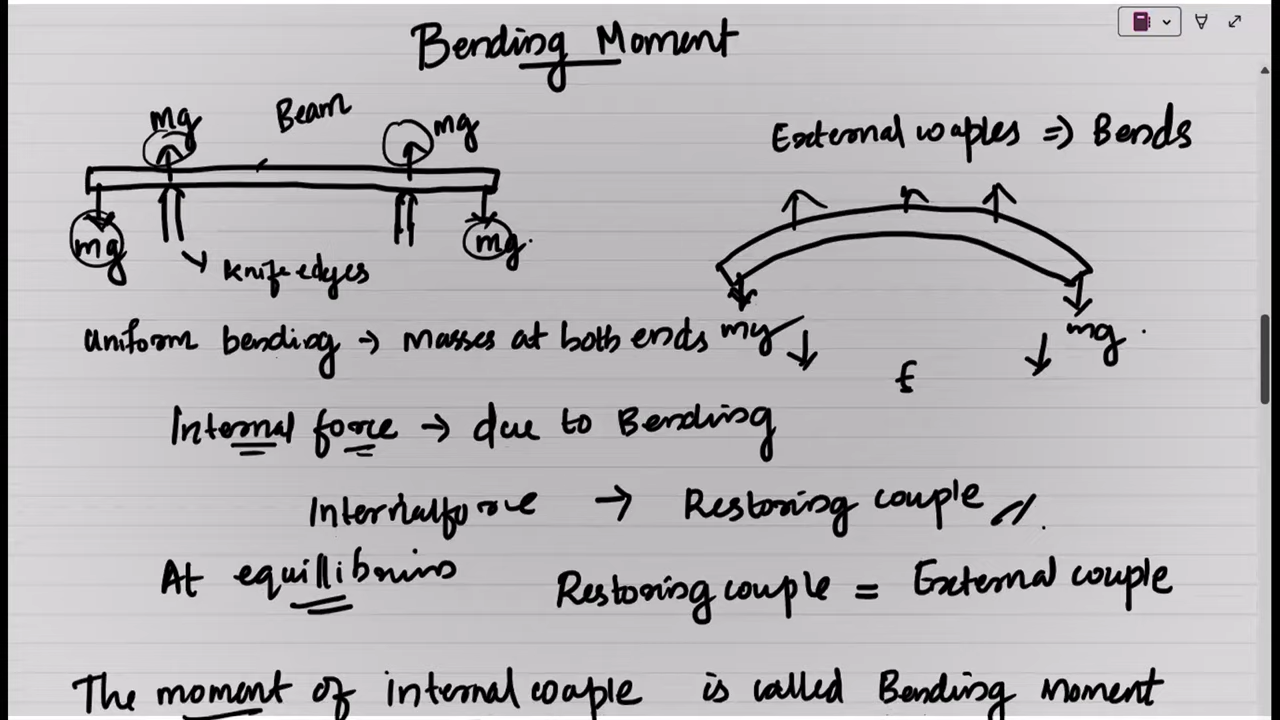 Bending Moment
mg Beam mg
External couples => Bends
mg mg
Knife edges
Uniform bending → masses at both ends mg mg
£
Internal force → due to Bending
Internal force → Restoring couple
At equillibrium Restoring couple = External couple
The moment of internal couple is called Bending Moment